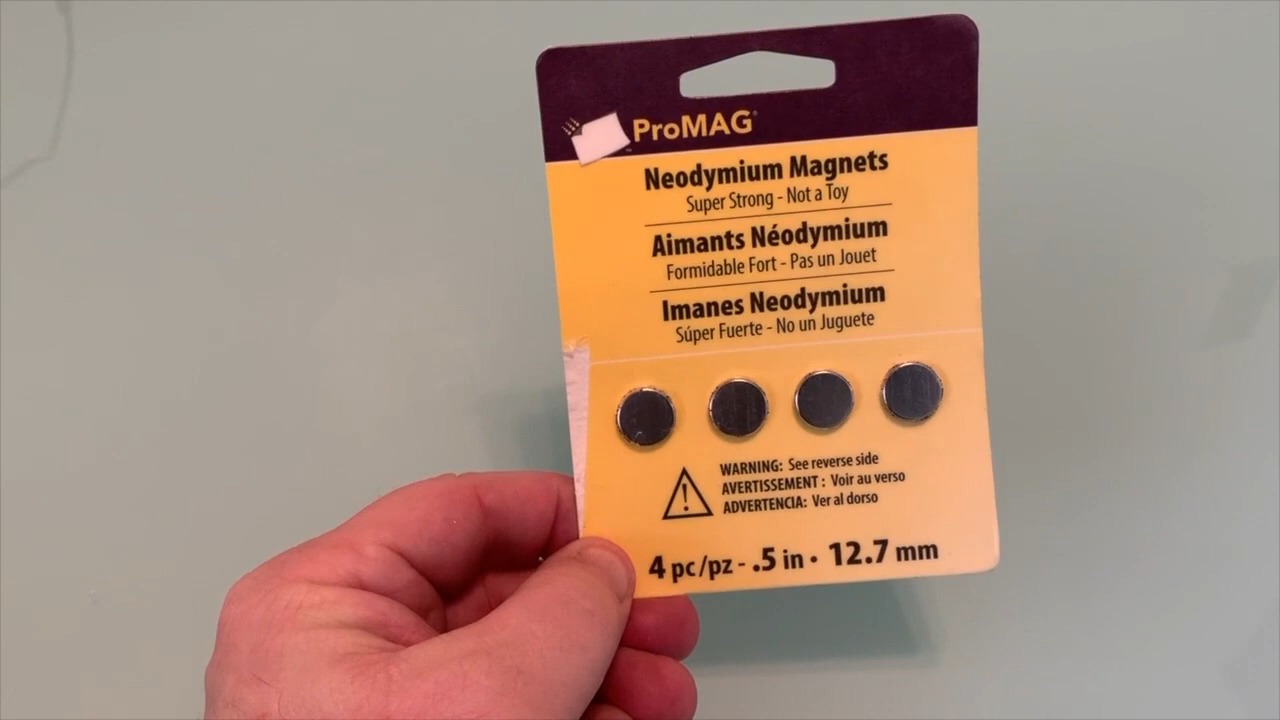 ProMAG®
Neodymium Magnets
Super Strong - Not a Toy
Aimants Néodymium
Formidable Fort - Pas un Jouet
Imanes Neodymium
Súper Fuerte - No un Juguete
WARNING: See reverse side
AVERTISSEMENT : Voir au verso
ADVERTENCIA: Ver al dorso
4 pc/pz - .5 in • 12.7 mm